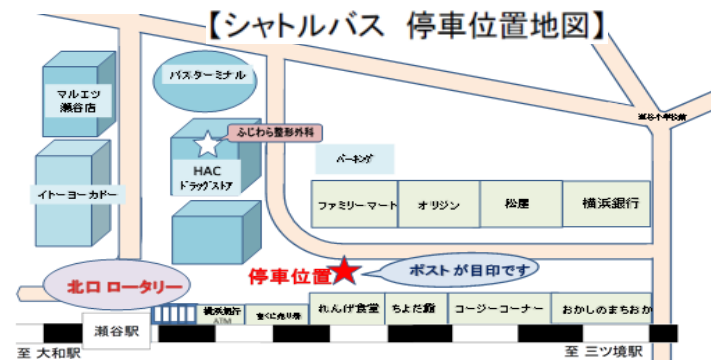 【シャトルバス 停車位置地図】
バスターミナル
マルエツ
瀬谷店
ふじわら整形外科
HAC
ドラッグストア
パーキング
イトーヨーカドー
ファミリーマート
オリジン
松屋
横浜銀行
停車位置
ポストが目印です
北口 ロータリー
横浜銀行
ATM
れんげ食堂
ちよだ鮨
コージーコーナー
おかしのまちおか
瀬谷駅
至 大和駅
至 三ツ境駅